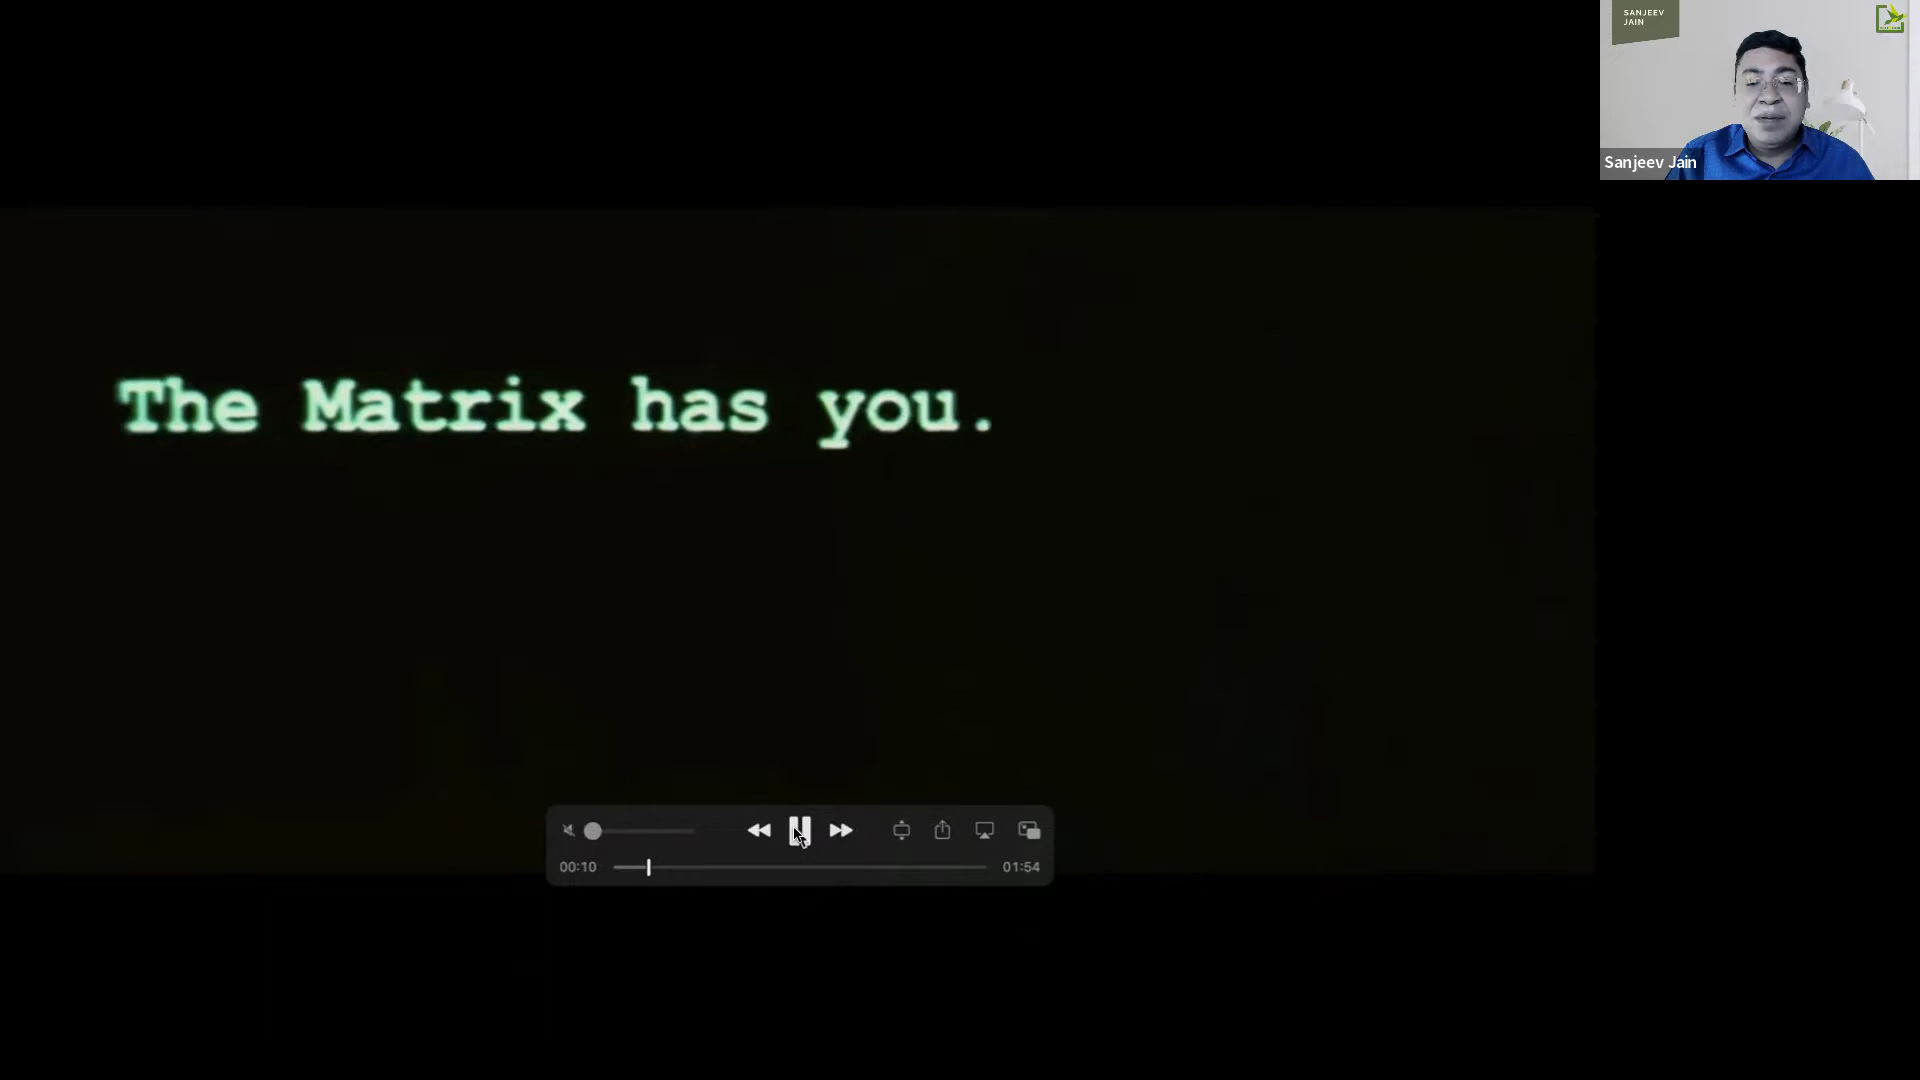 SANJEEV
JAIN
Sanjeev Jain
The Matrix has you.
00:10
01:54